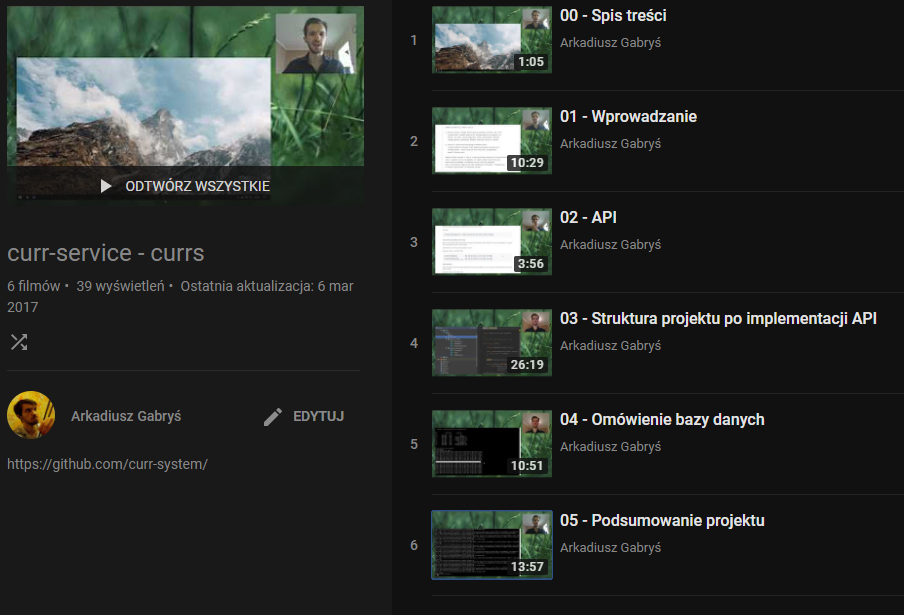 ODTWÓRZ WSZYSTKIE
curr-service - currs
6 filmów • 39 wyświetleń • Ostatnia aktualizacja: 6 mar
2017
Arkadiusz Gabryś
EDYTUJ
https://github.com/curr-system/
1
1:05
00 - Spis treści
Arkadiusz Gabryś
2
10:29
01 - Wprowadzanie
Arkadiusz Gabryś
3
3:56
02 - API
Arkadiusz Gabryś
4
26:19
03 - Struktura projektu po implementacji API
Arkadiusz Gabryś
5
10:51
04 - Omówienie bazy danych
Arkadiusz Gabryś
6
13:57
05 - Podsumowanie projektu
Arkadiusz Gabryś